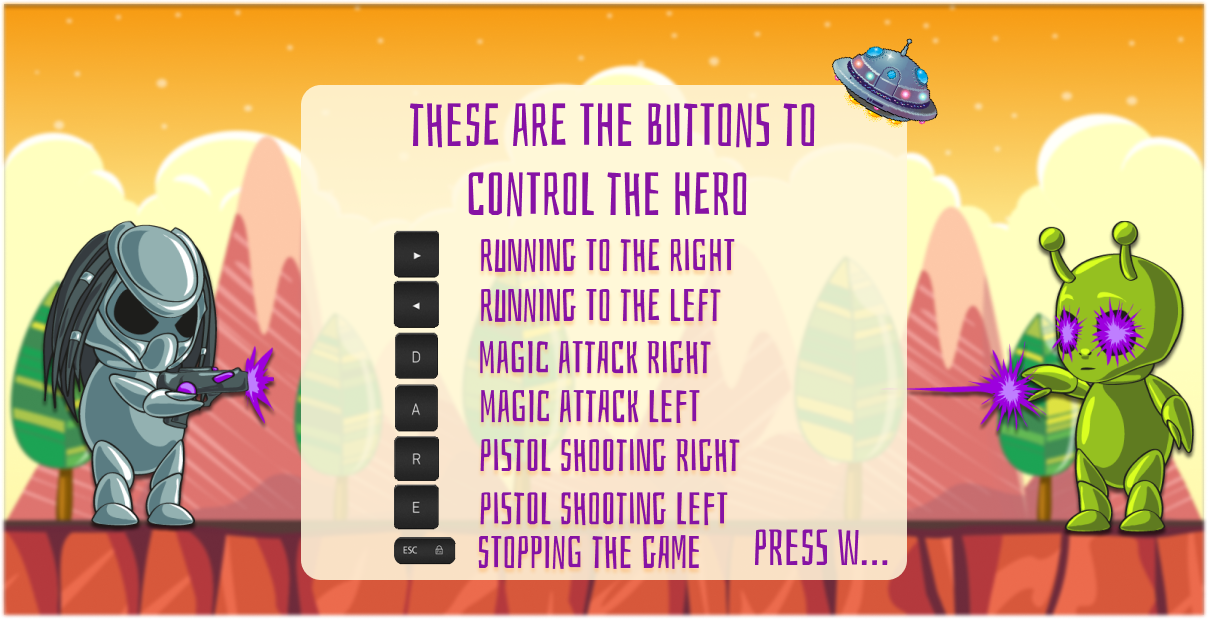 THESE ARE THE BUTTONS TO
CONTROL THE HERO
▶ RUNNING TO THE RIGHT
◀ RUNNING TO THE LEFT
D MAGIC ATTACK RIGHT
A MAGIC ATTACK LEFT
R PISTOL SHOOTING RIGHT
E PISTOL SHOOTING LEFT
ESC STOPPING THE GAME
PRESS W...